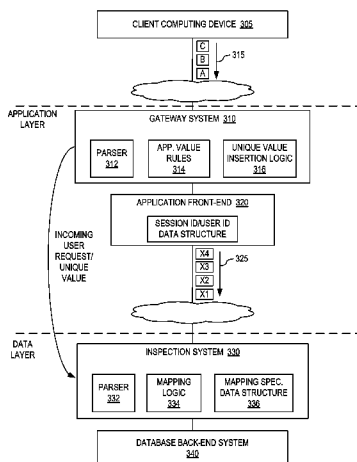 CLIENT COMPUTING DEVICE 305
C
B
A
315
APPLICATION
LAYER
GATEWAY SYSTEM 310
PARSER
312
APP. VALUE
RULES
314
UNIQUE VALUE
INSERTION LOGIC
316
APPLICATION FRONT-END 320
SESSION ID/USER ID
DATA STRUCTURE
INCOMING
USER
REQUEST/
UNIQUE
VALUE
X4
X3
X2
X1
325
DATA
LAYER
INSPECTION SYSTEM 330
PARSER
332
MAPPING
LOGIC
334
MAPPING SPEC.
DATA STRUCTURE
336
DATABASE BACK-END SYSTEM
340